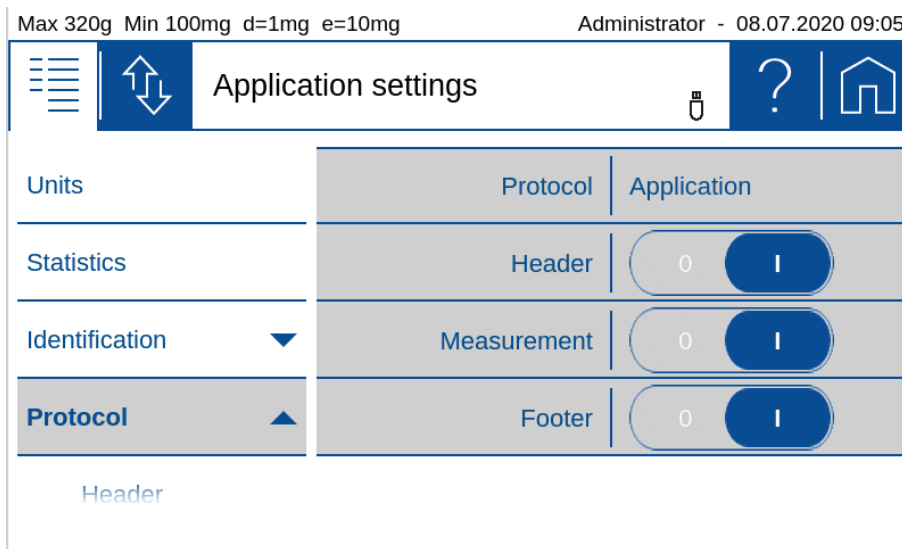 Max 320g Min 100mg d=1mg e=10mg Administrator - 08.07.2020 09:05
Application settings ?
Units Protocol Application
Statistics Header 0 I
Identification Measurement 0 I
Protocol Footer 0 I
Header